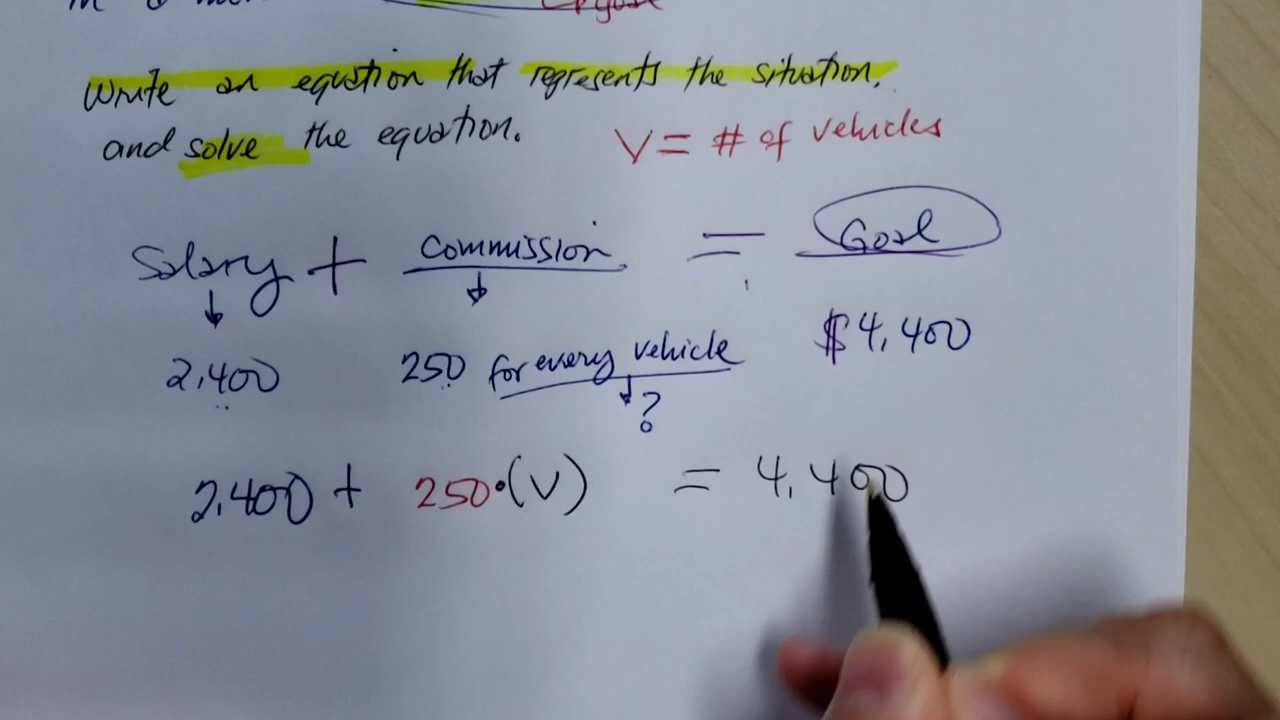 Write an equation that represents the situation.
and solve the equation.
V = # of vehicles
Salary + Commission = Goal
2,400 250 for every vehicle $4,400
?
2,400 + 250·(V) = 4,400